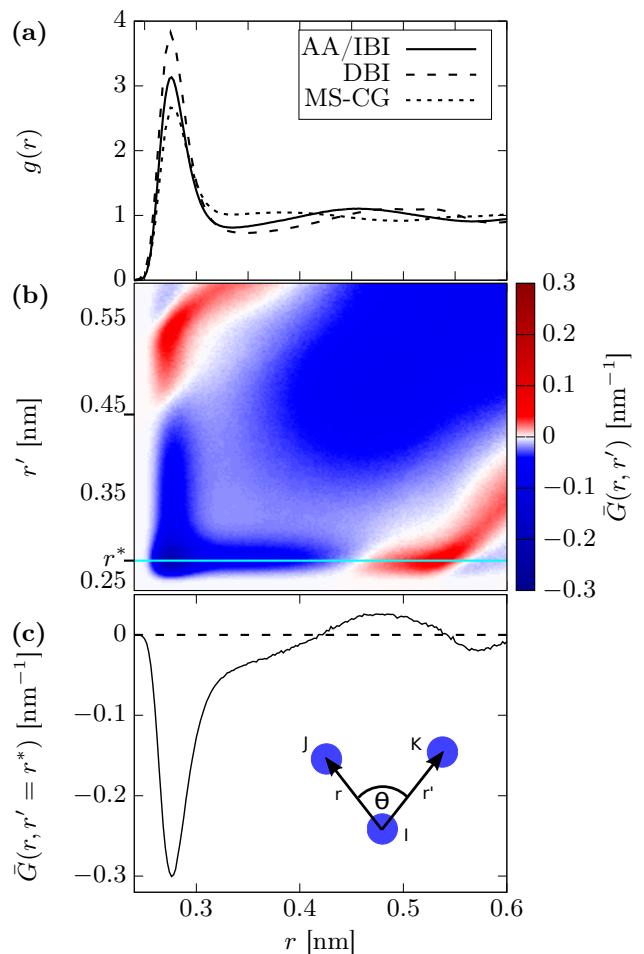 (a)
AA/IBI
DBI
MS-CG
4
3
2
1
0
g(r)
(b)
0.55
0.45
0.35
r*
0.25
r′ [nm]
0.3
0.2
0.1
0
−0.1
−0.2
−0.3
Ḡ(r, r′) [nm⁻¹]
(c)
0
−0.1
−0.2
−0.3
Ḡ(r, r′ = r*) [nm⁻¹]
J
K
r
θ
r'
I
0.3
0.4
0.5
0.6
r [nm]